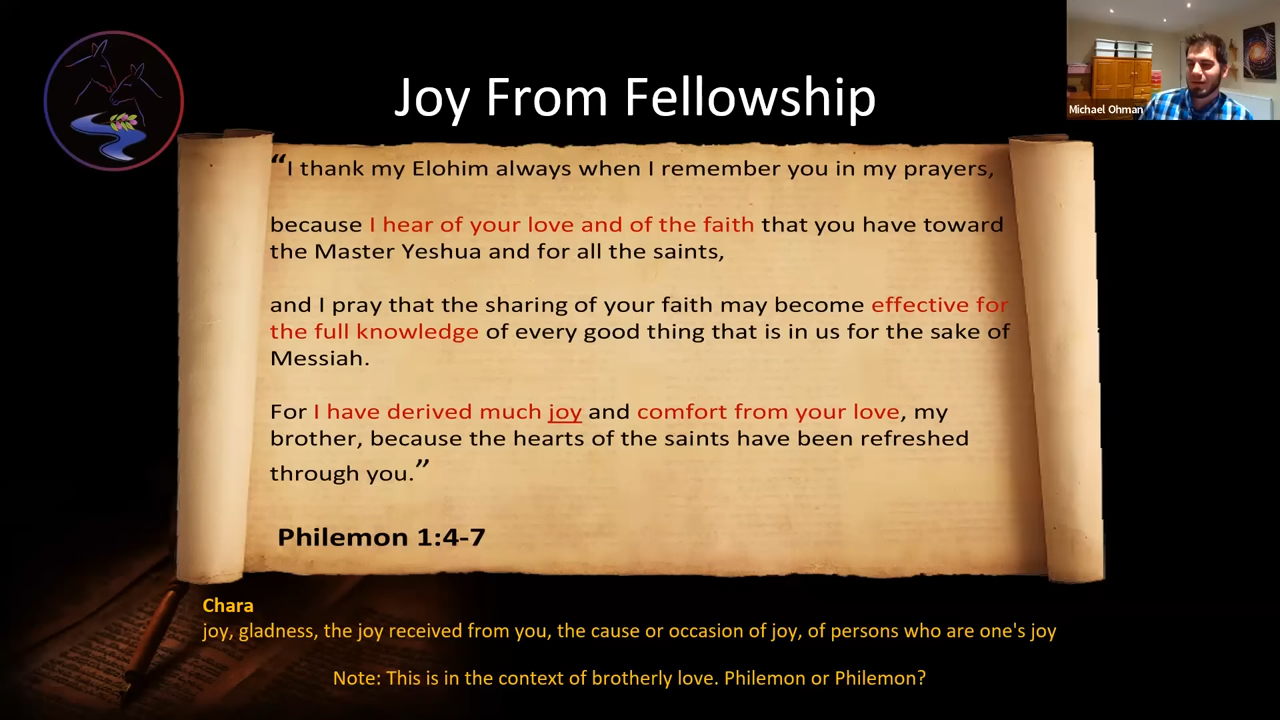 Joy From Fellowship
Michael Ohman
“I thank my Elohim always when I remember you in my prayers,
because I hear of your love and of the faith that you have toward
the Master Yeshua and for all the saints,
and I pray that the sharing of your faith may become effective for
the full knowledge of every good thing that is in us for the sake of
Messiah.
For I have derived much joy and comfort from your love, my
brother, because the hearts of the saints have been refreshed
through you.”
Philemon 1:4-7
Chara
joy, gladness, the joy received from you, the cause or occasion of joy, of persons who are one's joy
Note: This is in the context of brotherly love. Philemon or Philemon?